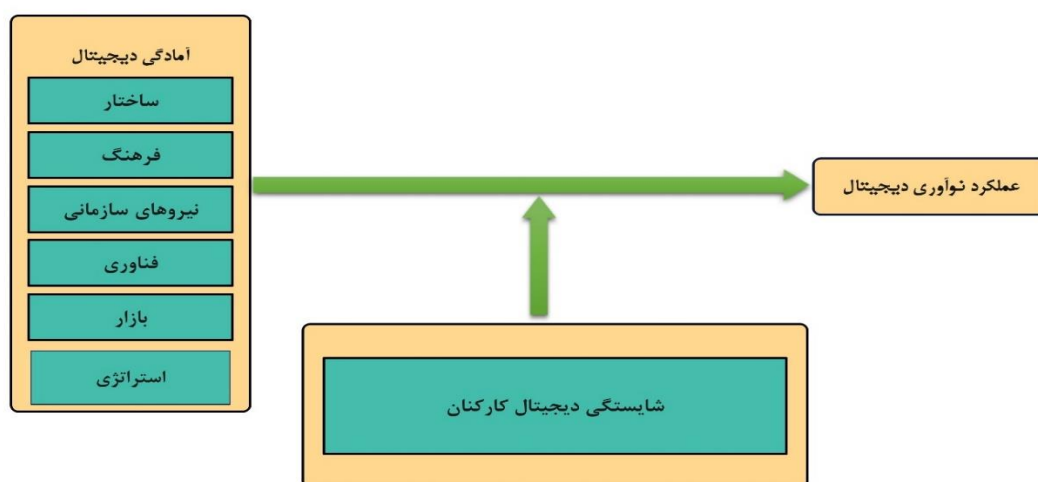 آمادگی دیجیتال
ساختار
فرهنگ
نیروهای سازمانی
فناوری
بازار
استراتژی
عملکرد نوآوری دیجیتال
شایستگی دیجیتال کارکنان